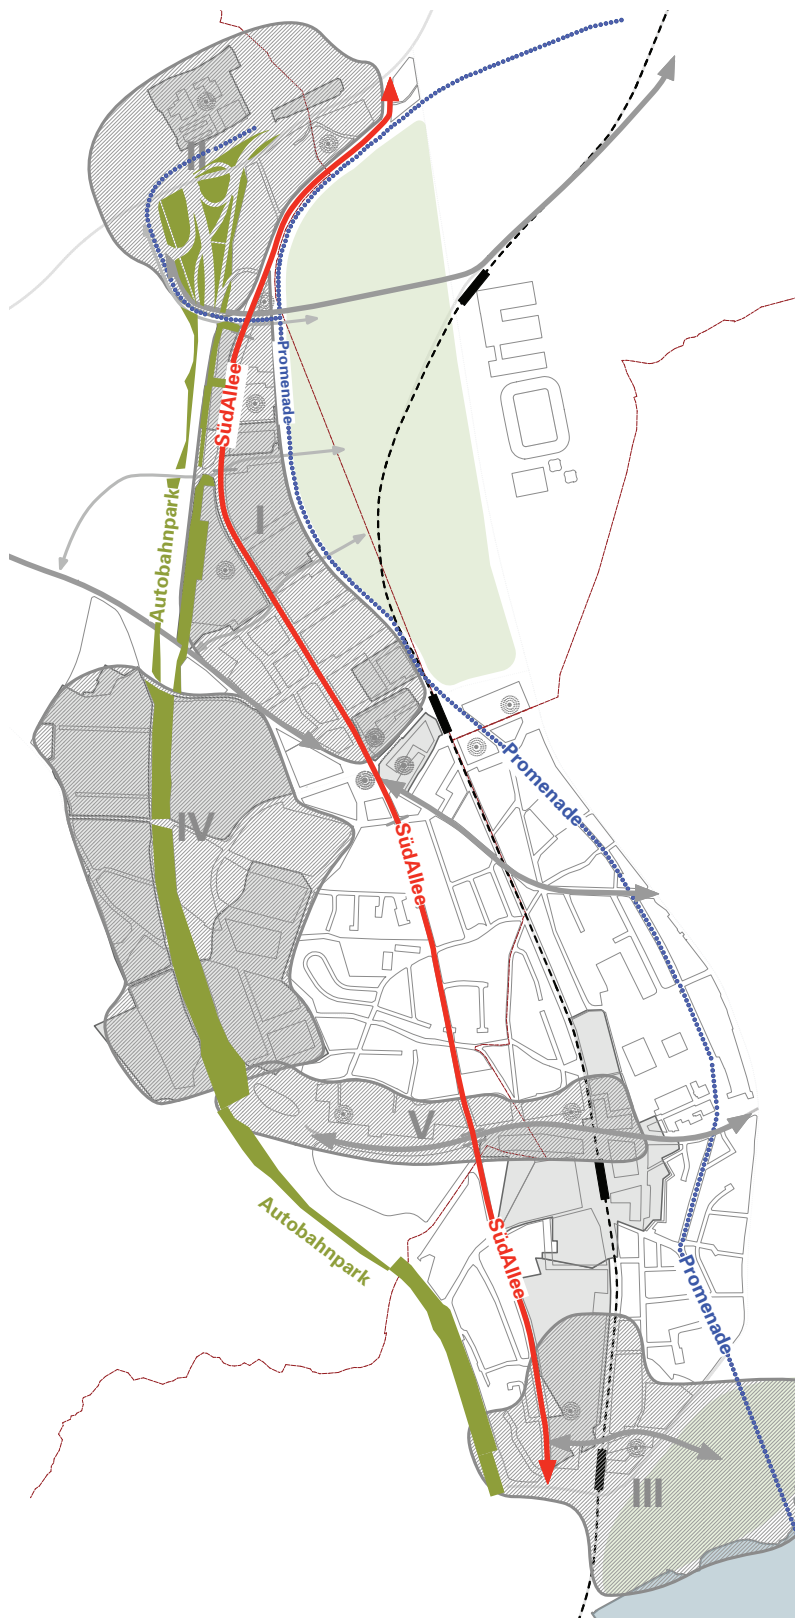 II
SüdAllee
Promenade
Autobahnpark
I
Promenade
IV
SüdAllee
V
Autobahnpark
SüdAllee
Promenade
III